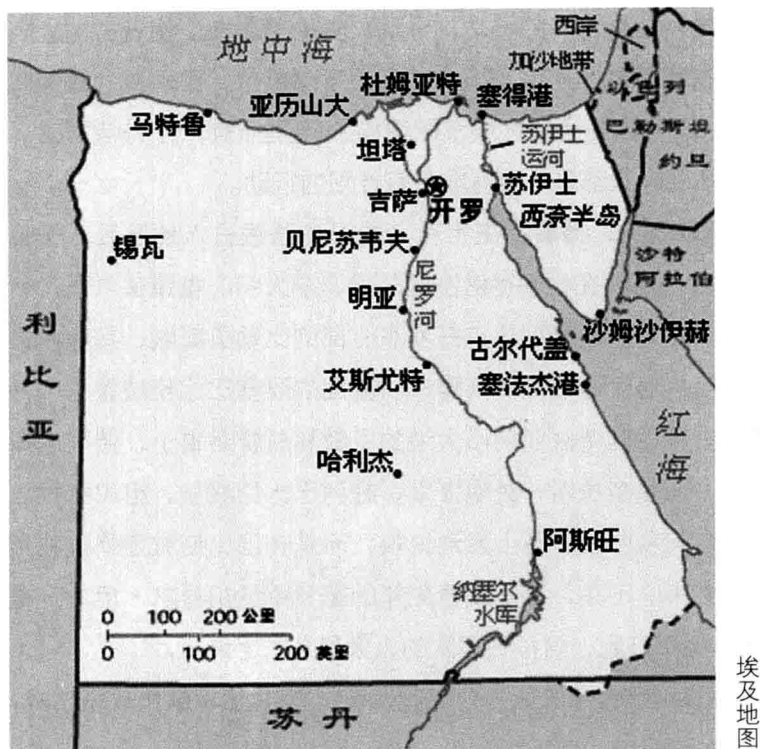 地中海
西岸
加沙地带
以色列
巴勒斯坦
约旦
杜姆亚特
塞得港
亚历山大
马特鲁
坦塔
苏伊士
运河
吉萨
开罗
苏伊士
西奈半岛
锡瓦
贝尼苏韦夫
尼罗河
沙特
阿拉伯
明亚
沙姆沙伊赫
利比亚
古尔代盖
塞法杰港
艾斯尤特
红海
哈利杰
阿斯旺
納塞尔
水库
0 100 200 公里
0 100 200 英里
苏丹
埃及地图